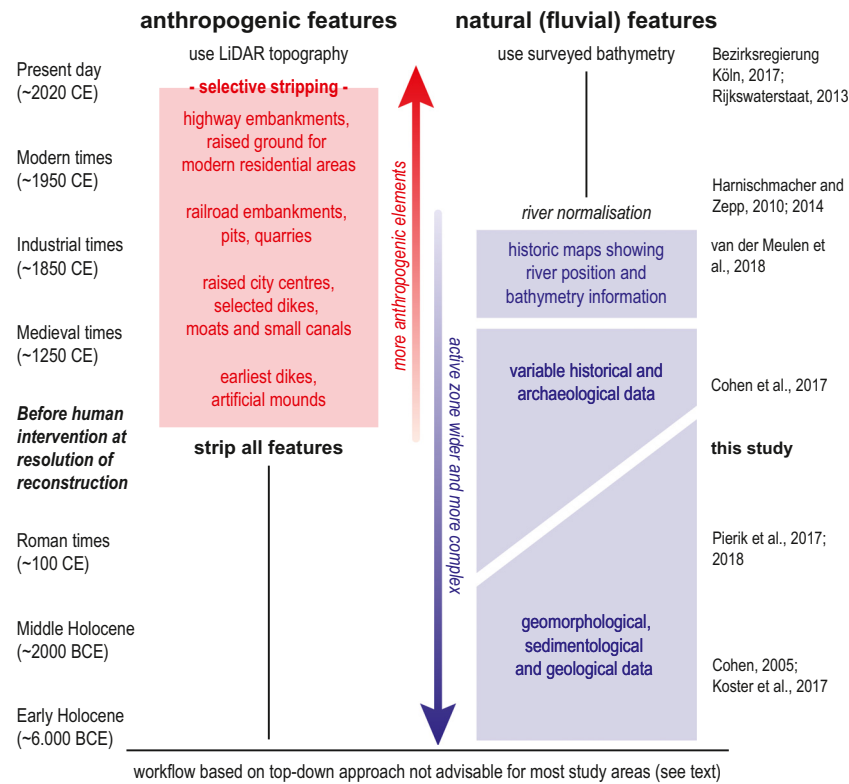 anthropogenic features
natural (fluvial) features
use LiDAR topography
use surveyed bathymetry
Present day
(~2020 CE)
Modern times
(~1950 CE)
Industrial times
(~1850 CE)
Medieval times
(~1250 CE)
Before human
intervention at
resolution of
reconstruction
Roman times
(~100 CE)
Middle Holocene
(~2000 BCE)
Early Holocene
(~6.000 BCE)
- selective stripping -
highway embankments,
raised ground for
modern residential areas
railroad embankments,
pits, quarries
raised city centres,
selected dikes,
moats and small canals
earliest dikes,
artificial mounds
strip all features
more anthropogenic elements
active zone wider and more complex
river normalisation
historic maps showing
river position and
bathymetry information
variable historical and
archaeological data
geomorphological,
sedimentological
and geological data
Bezirksregierung
Köln, 2017;
Rijkswaterstaat, 2013
Harnischmacher and
Zepp, 2010; 2014
van der Meulen et
al., 2018
Cohen et al., 2017
this study
Pierik et al., 2017;
2018
Cohen, 2005;
Koster et al., 2017
workflow based on top-down approach not advisable for most study areas (see text)